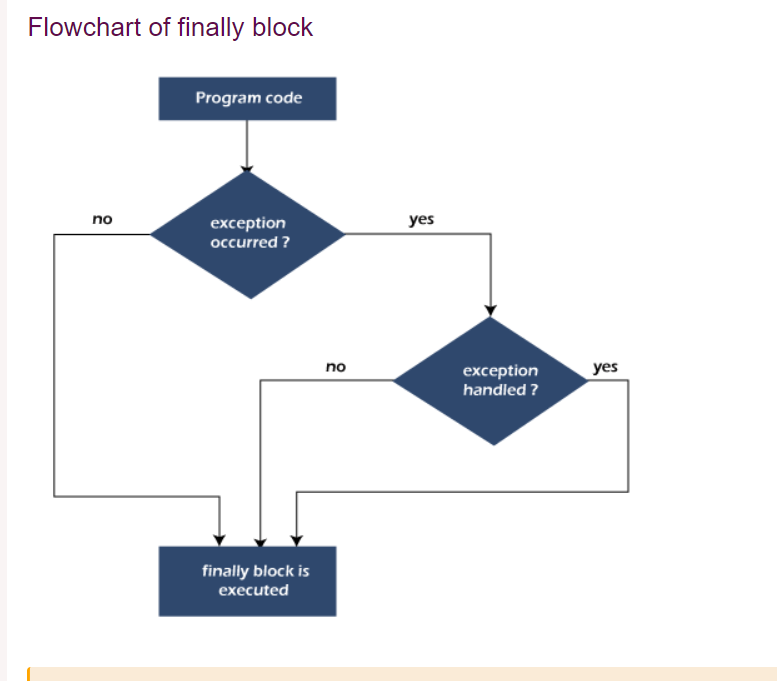 Flowchart of finally block
Program code
no
exception
occurred ?
yes
no
exception
handled ?
yes
finally block is
executed